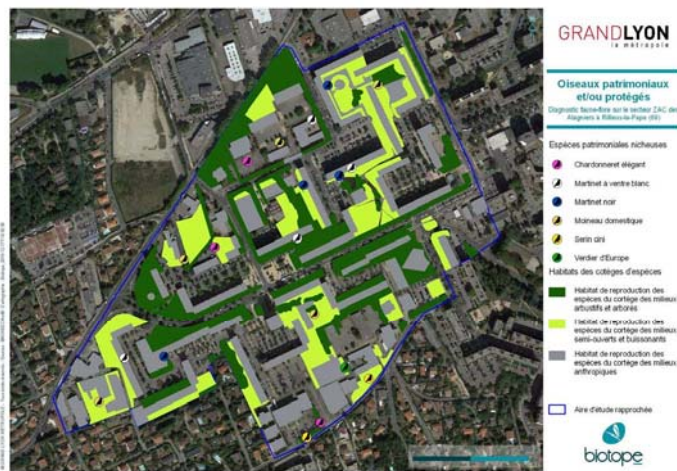 GRANDLYON
la métropole
Oiseaux patrimoniaux
et/ou protégés
Diagnostic faune-flore sur le secteur ZAC des
Alagniers à Rillieux-la-Pape (69)
Espèces patrimoniales nicheuses
Chardonneret élégant
Martinet à ventre blanc
Martinet noir
Moineau domestique
Serin cini
Verdier d'Europe
Habitats des cotèges d'espèces
Habitat de reproduction des
espèces du cortège des milieux
arbustifs et arborés
Habitat de reproduction des
espèces du cortège des milieux
semi-ouverts et buissonnants
Habitat de reproduction des
espèces du cortège des milieux
anthropiques
Aire d'étude rapprochée
biotope